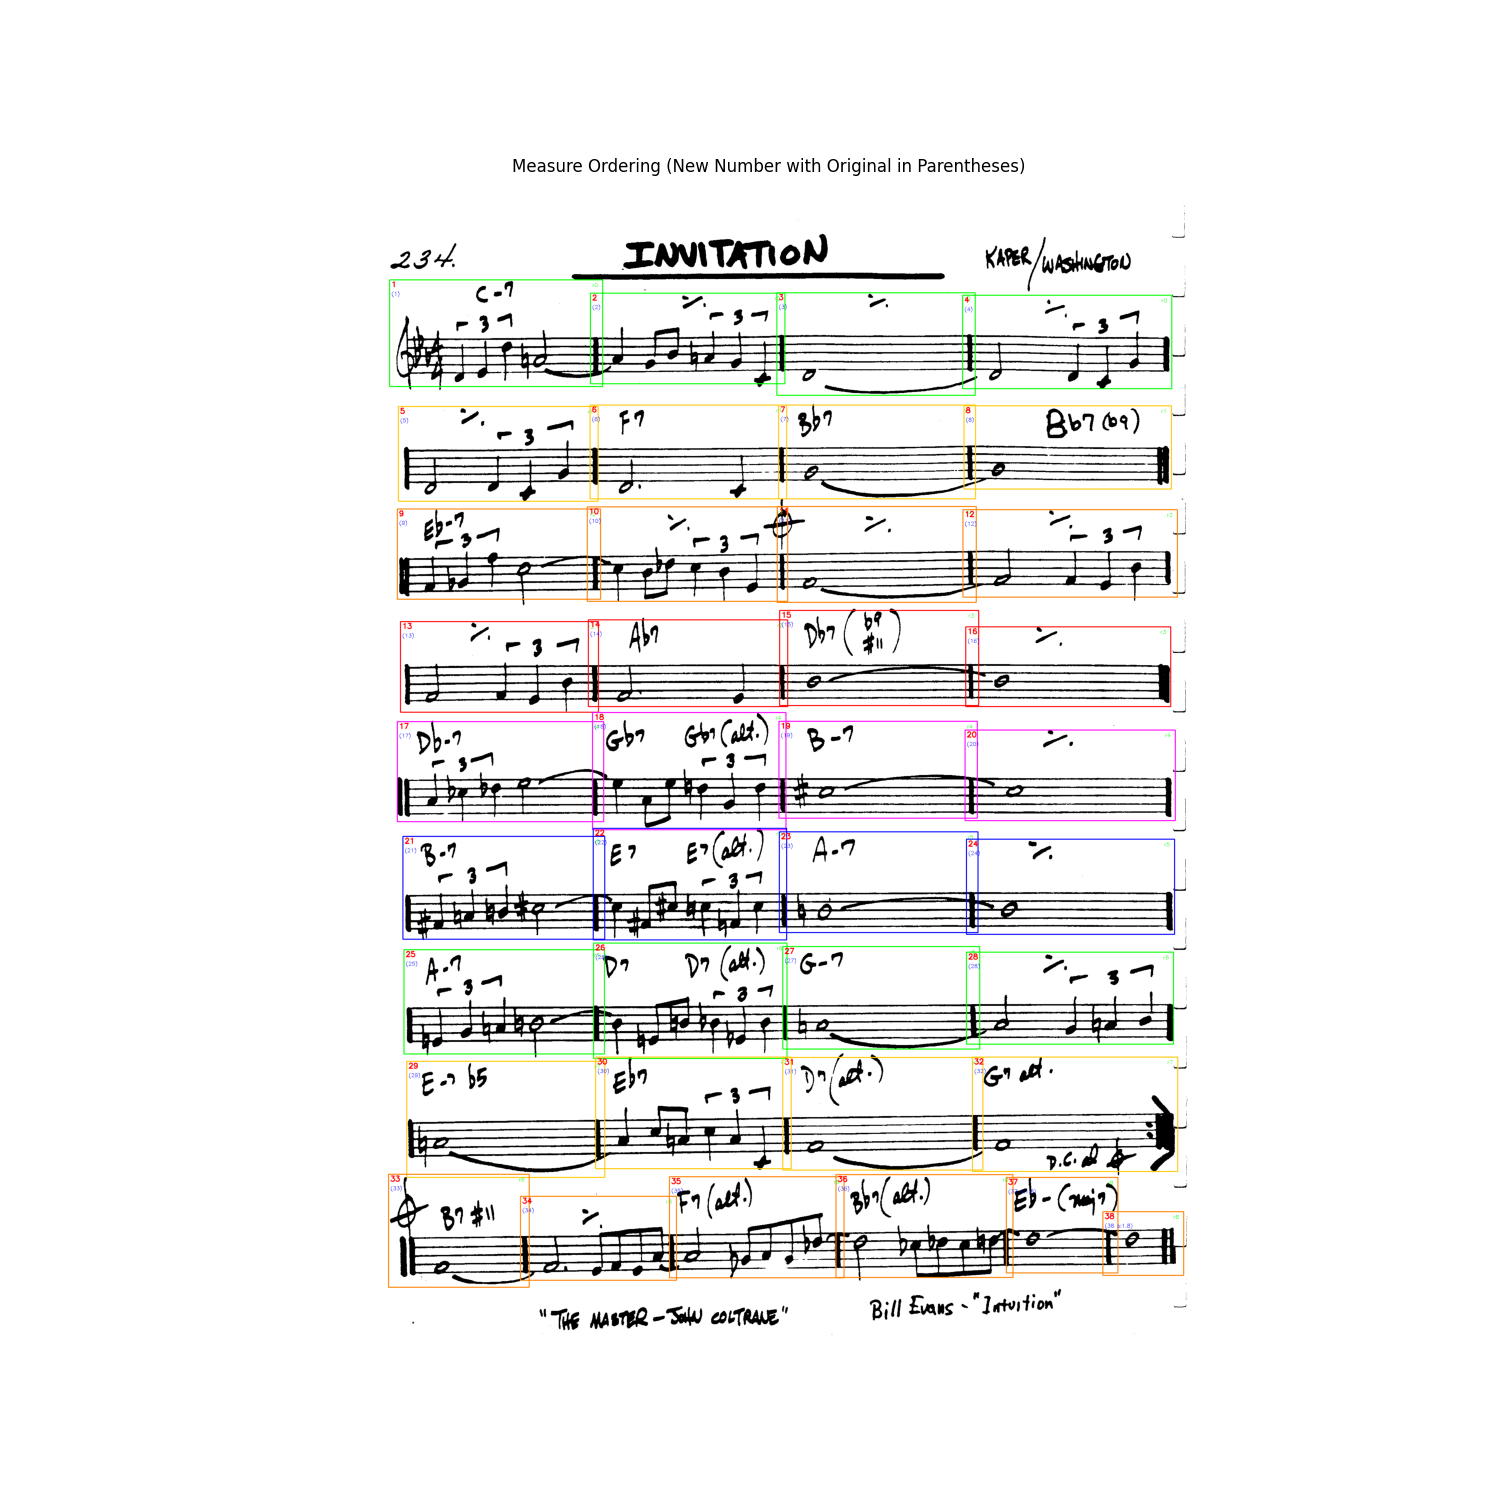 Measure Ordering (New Number with Original in Parentheses)
234. INVITATION KAPER/WASHINGTON
1 2 3 4
(1) (2) (3) (4)
C-7
3 3 3
5 6 7 8
(5) (6) (7) (8)
F7 Bb7 Bb7(b9)
3
9 10 12
(9) (10) (12)
Eb-7
3 3 3
13 14 15 16
(13) (14) (15) (16)
Ab7 Db7 (b9 #11)
3
17 18 19 20
(17) (18) (19) (20)
Db-7 Gb7 Gb7(alt.) B-7
3 3
21 22 23 24
(21) (22) (23) (24)
B-7 E7 E7(alt.) A-7
3 3
25 26 27 28
(25) (27) (28)
A-7 D7 D7(alt.) G-7
3 3 3
29 30 31 32
(29) (30) (31) (32)
E-7 b5 Eb7 D7(alt.) G7 alt.
3
D.C. al
33 34 35 36 37 38
(33) (34) (36)
B7 #11 F7(alt.) Bb7(alt.) Eb-(maj7)
"THE MASTER - JOHN COLTRANE" Bill Evans - "Intuition"